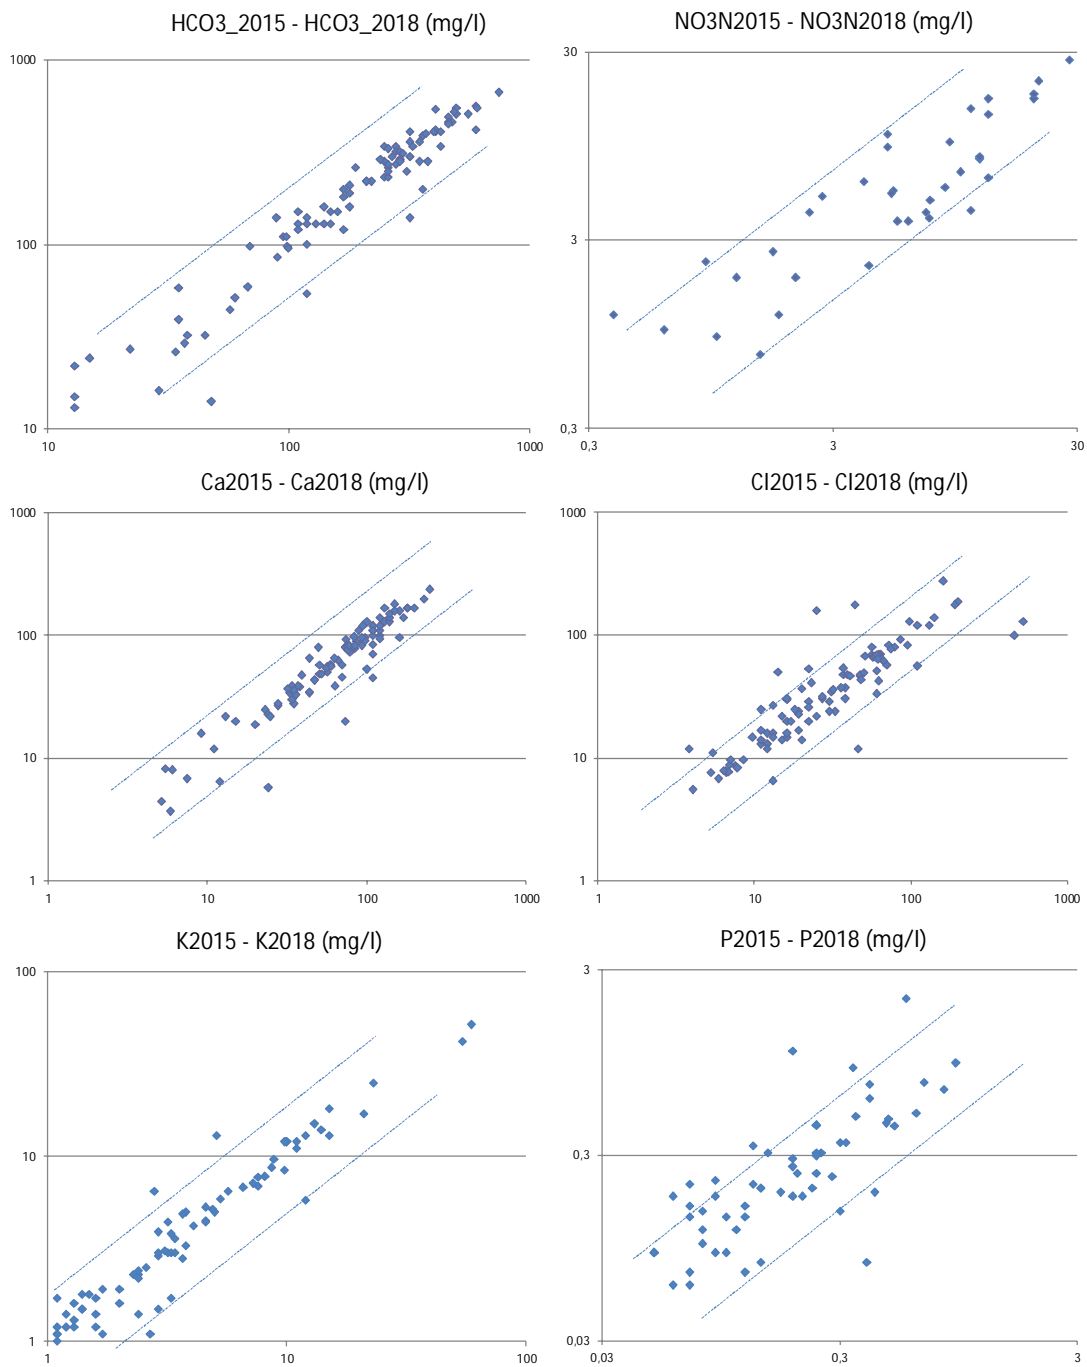 HCO3_2015 - HCO3_2018 (mg/l)
1000
100
10
10 100 1000
NO3N2015 - NO3N2018 (mg/l)
30
3
0,3
0,3 3 30
Ca2015 - Ca2018 (mg/l)
1000
100
10
1
1 10 100 1000
Cl2015 - Cl2018 (mg/l)
1000
100
10
1
1 10 100 1000
K2015 - K2018 (mg/l)
100
10
1
1 10 100
P2015 - P2018 (mg/l)
3
0,3
0,03
0,03 0,3 3